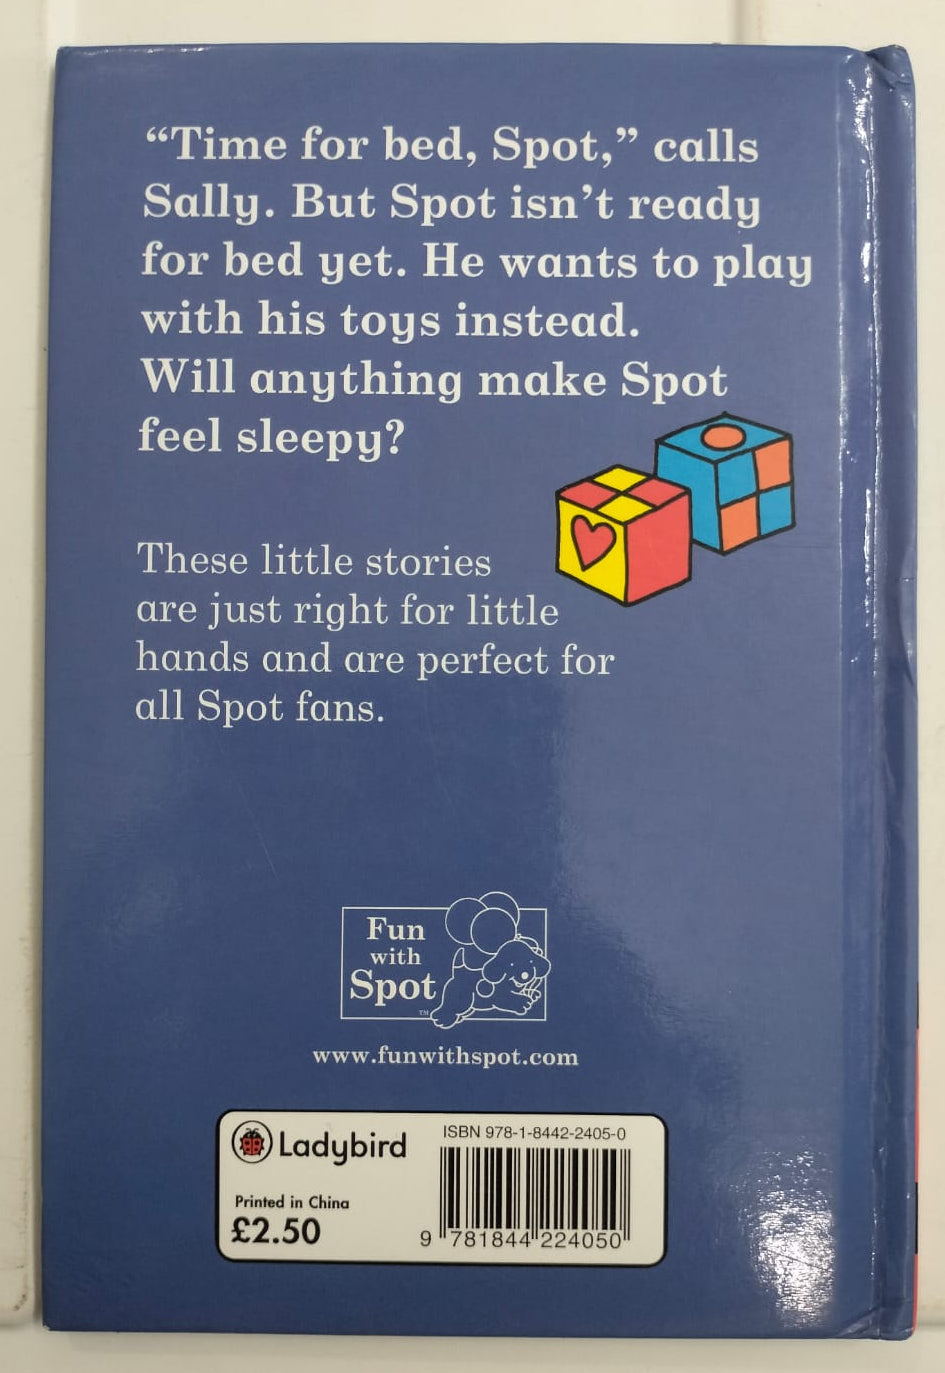 “Time for bed, Spot,” calls
Sally. But Spot isn’t ready
for bed yet. He wants to play
with his toys instead.
Will anything make Spot
feel sleepy?
These little stories
are just right for little
hands and are perfect for
all Spot fans.
Fun
with
Spot
™
www.funwithspot.com
Ladybird
ISBN 978-1-8442-2405-0
Printed in China
£2.50
9 781844 224050